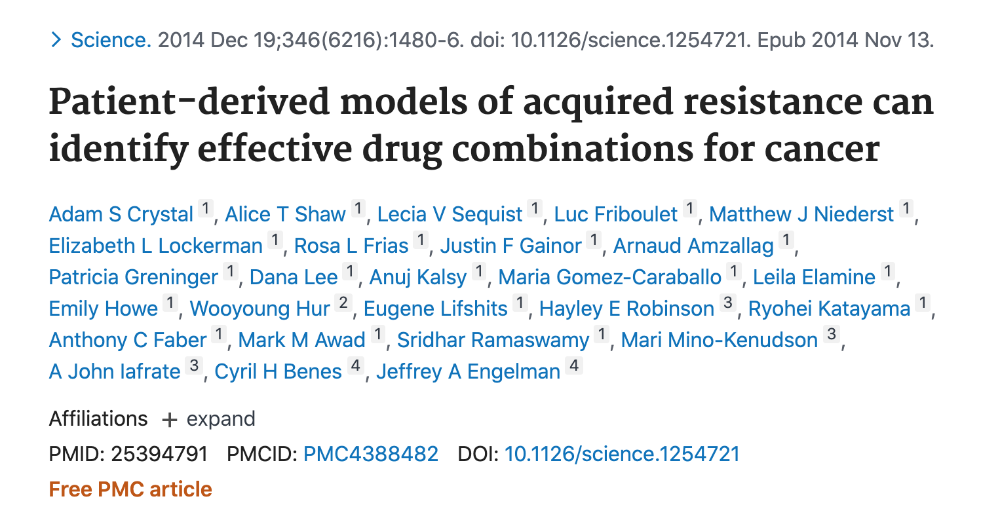 > Science. 2014 Dec 19;346(6216):1480-6. doi: 10.1126/science.1254721. Epub 2014 Nov 13.
Patient-derived models of acquired resistance can
identify effective drug combinations for cancer
Adam S Crystal 1, Alice T Shaw 1, Lecia V Sequist 1, Luc Friboulet 1, Matthew J Niederst 1,
Elizabeth L Lockerman 1, Rosa L Frias 1, Justin F Gainor 1, Arnaud Amzallag 1,
Patricia Greninger 1, Dana Lee 1, Anuj Kalsy 1, Maria Gomez-Caraballo 1, Leila Elamine 1,
Emily Howe 1, Wooyoung Hur 2, Eugene Lifshits 1, Hayley E Robinson 3, Ryohei Katayama 1,
Anthony C Faber 1, Mark M Awad 1, Sridhar Ramaswamy 1, Mari Mino-Kenudson 3,
A John Iafrate 3, Cyril H Benes 4, Jeffrey A Engelman 4
Affiliations + expand
PMID: 25394791 PMCID: PMC4388482 DOI: 10.1126/science.1254721
Free PMC article